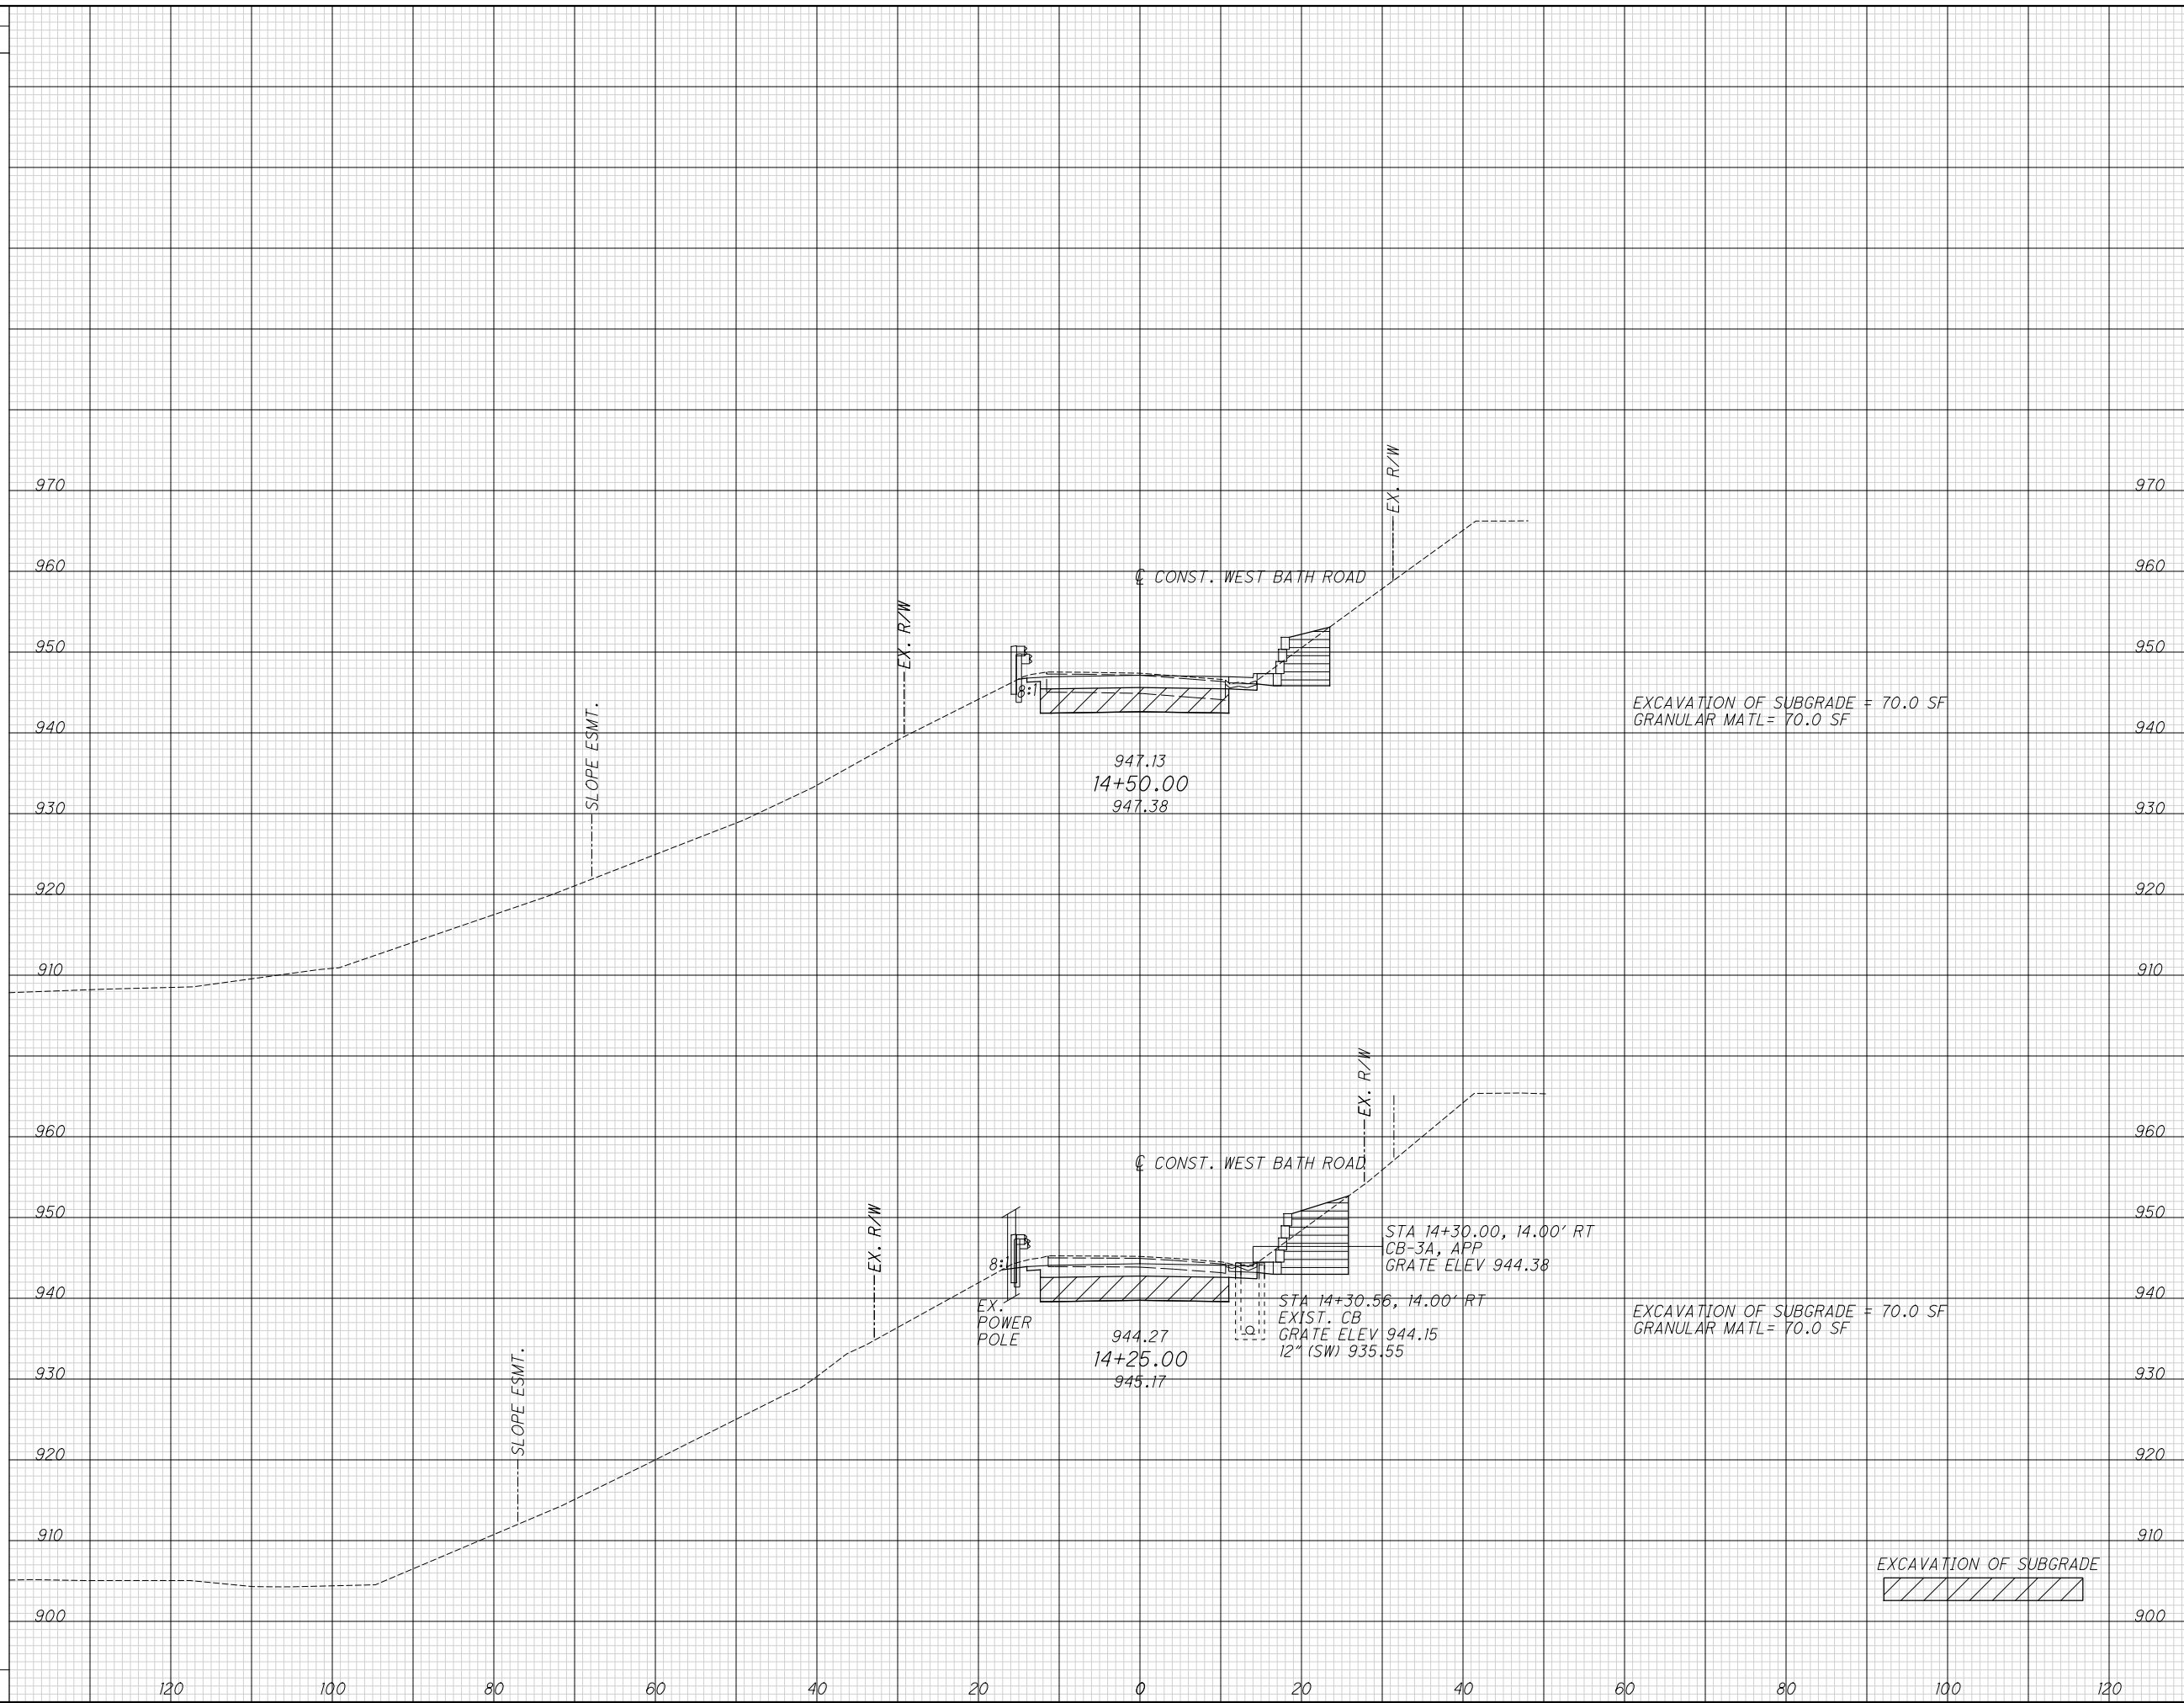 EX. R/W
970 970
960 960
℄ CONST. WEST BATH ROAD
EX. R/W
950 950
8:1
EXCAVATION OF SUBGRADE = 70.0 SF
GRANULAR MATL= 70.0 SF
SLOPE ESMT.
940 940
947.13
14+50.00
947.38
930 930
920 920
910 910
EX. R/W
960 960
℄ CONST. WEST BATH ROAD
EX. R/W
950 950
STA 14+30.00, 14.00' RT
CB-3A, APP
GRATE ELEV 944.38
8:1
940 940
EX.
POWER
POLE
STA 14+30.56, 14.00' RT
EXIST. CB
GRATE ELEV 944.15
12" (SW) 935.55
EXCAVATION OF SUBGRADE = 70.0 SF
GRANULAR MATL= 70.0 SF
944.27
14+25.00
945.17
SLOPE ESMT.
930 930
920 920
910 910
EXCAVATION OF SUBGRADE
900 900
120 100 80 60 40 20 0 20 40 60 80 100 120